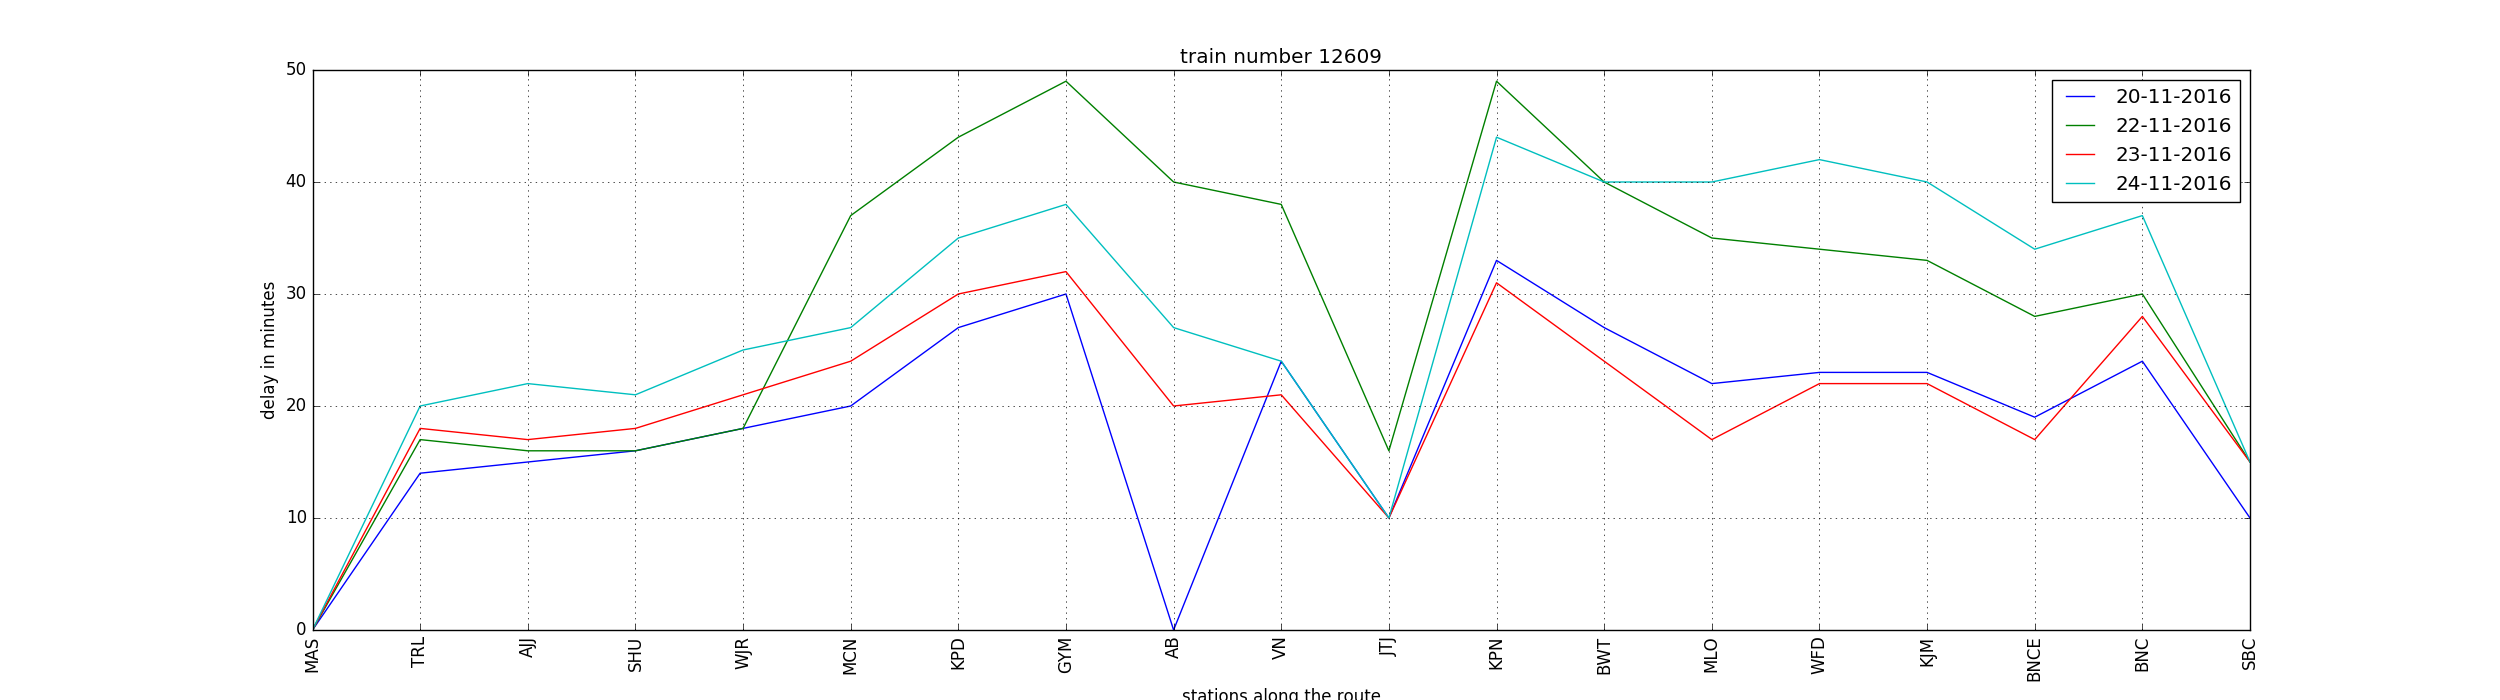 train number 12609
50
40
30
20
10
0
delay in minutes
20-11-2016
22-11-2016
23-11-2016
24-11-2016
MAS TRL AJJ SHU WJR MCN KPD GYM AB VN JTJ KPN BWT MLO WFD KJM BNCE BNC SBC
stations along the route